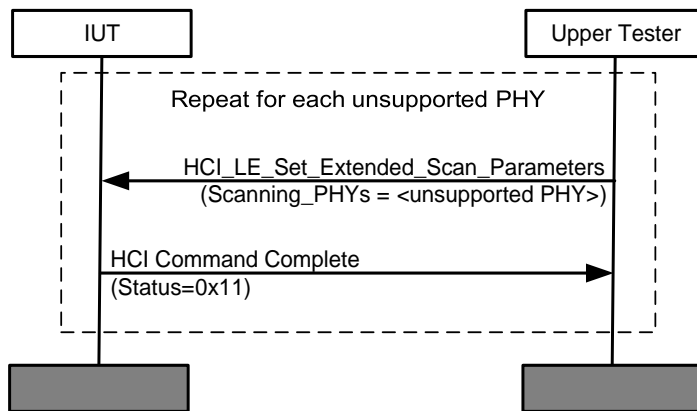 IUT
Upper Tester
Repeat for each unsupported PHY
HCI_LE_Set_Extended_Scan_Parameters
(Scanning_PHYs = <unsupported PHY>)
HCI Command Complete
(Status=0x11)